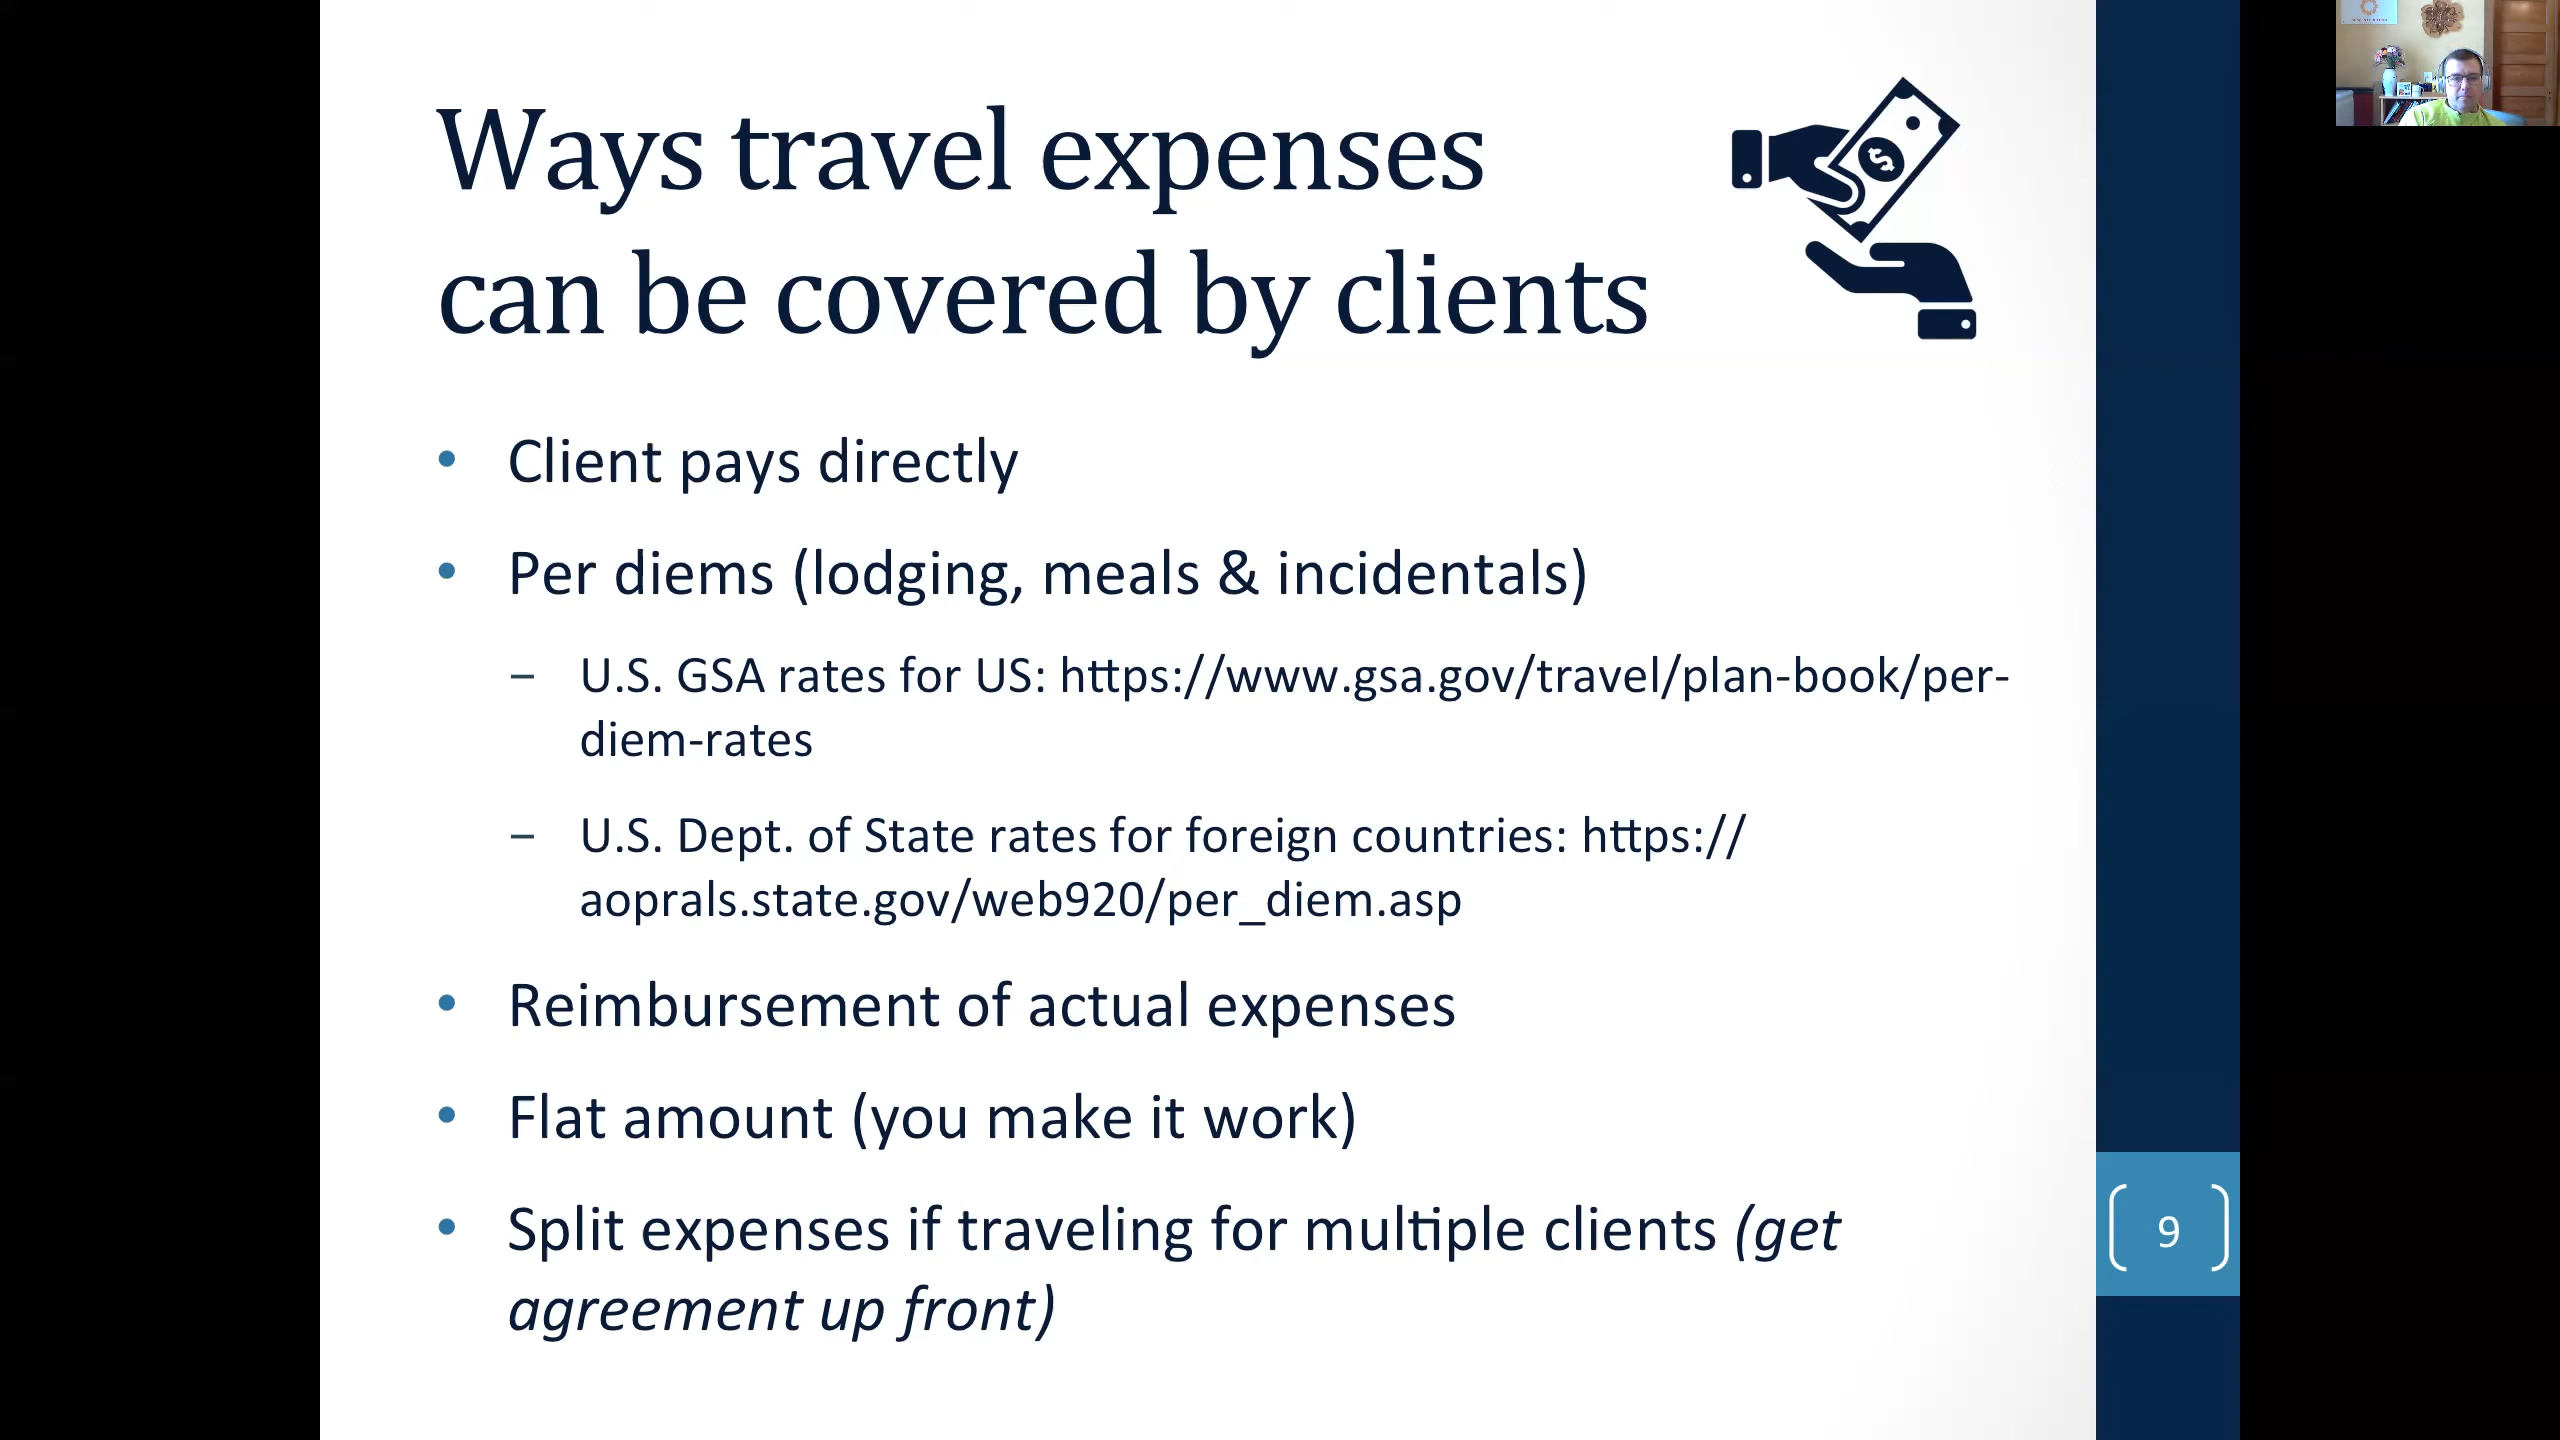 Ways travel expenses
can be covered by clients
$
• Client pays directly
• Per diems (lodging, meals & incidentals)
– U.S. GSA rates for US: https://www.gsa.gov/travel/plan-book/per-
diem-rates
– U.S. Dept. of State rates for foreign countries: https://
aoprals.state.gov/web920/per_diem.asp
• Reimbursement of actual expenses
• Flat amount (you make it work)
• Split expenses if traveling for multiple clients (get
agreement up front)
9